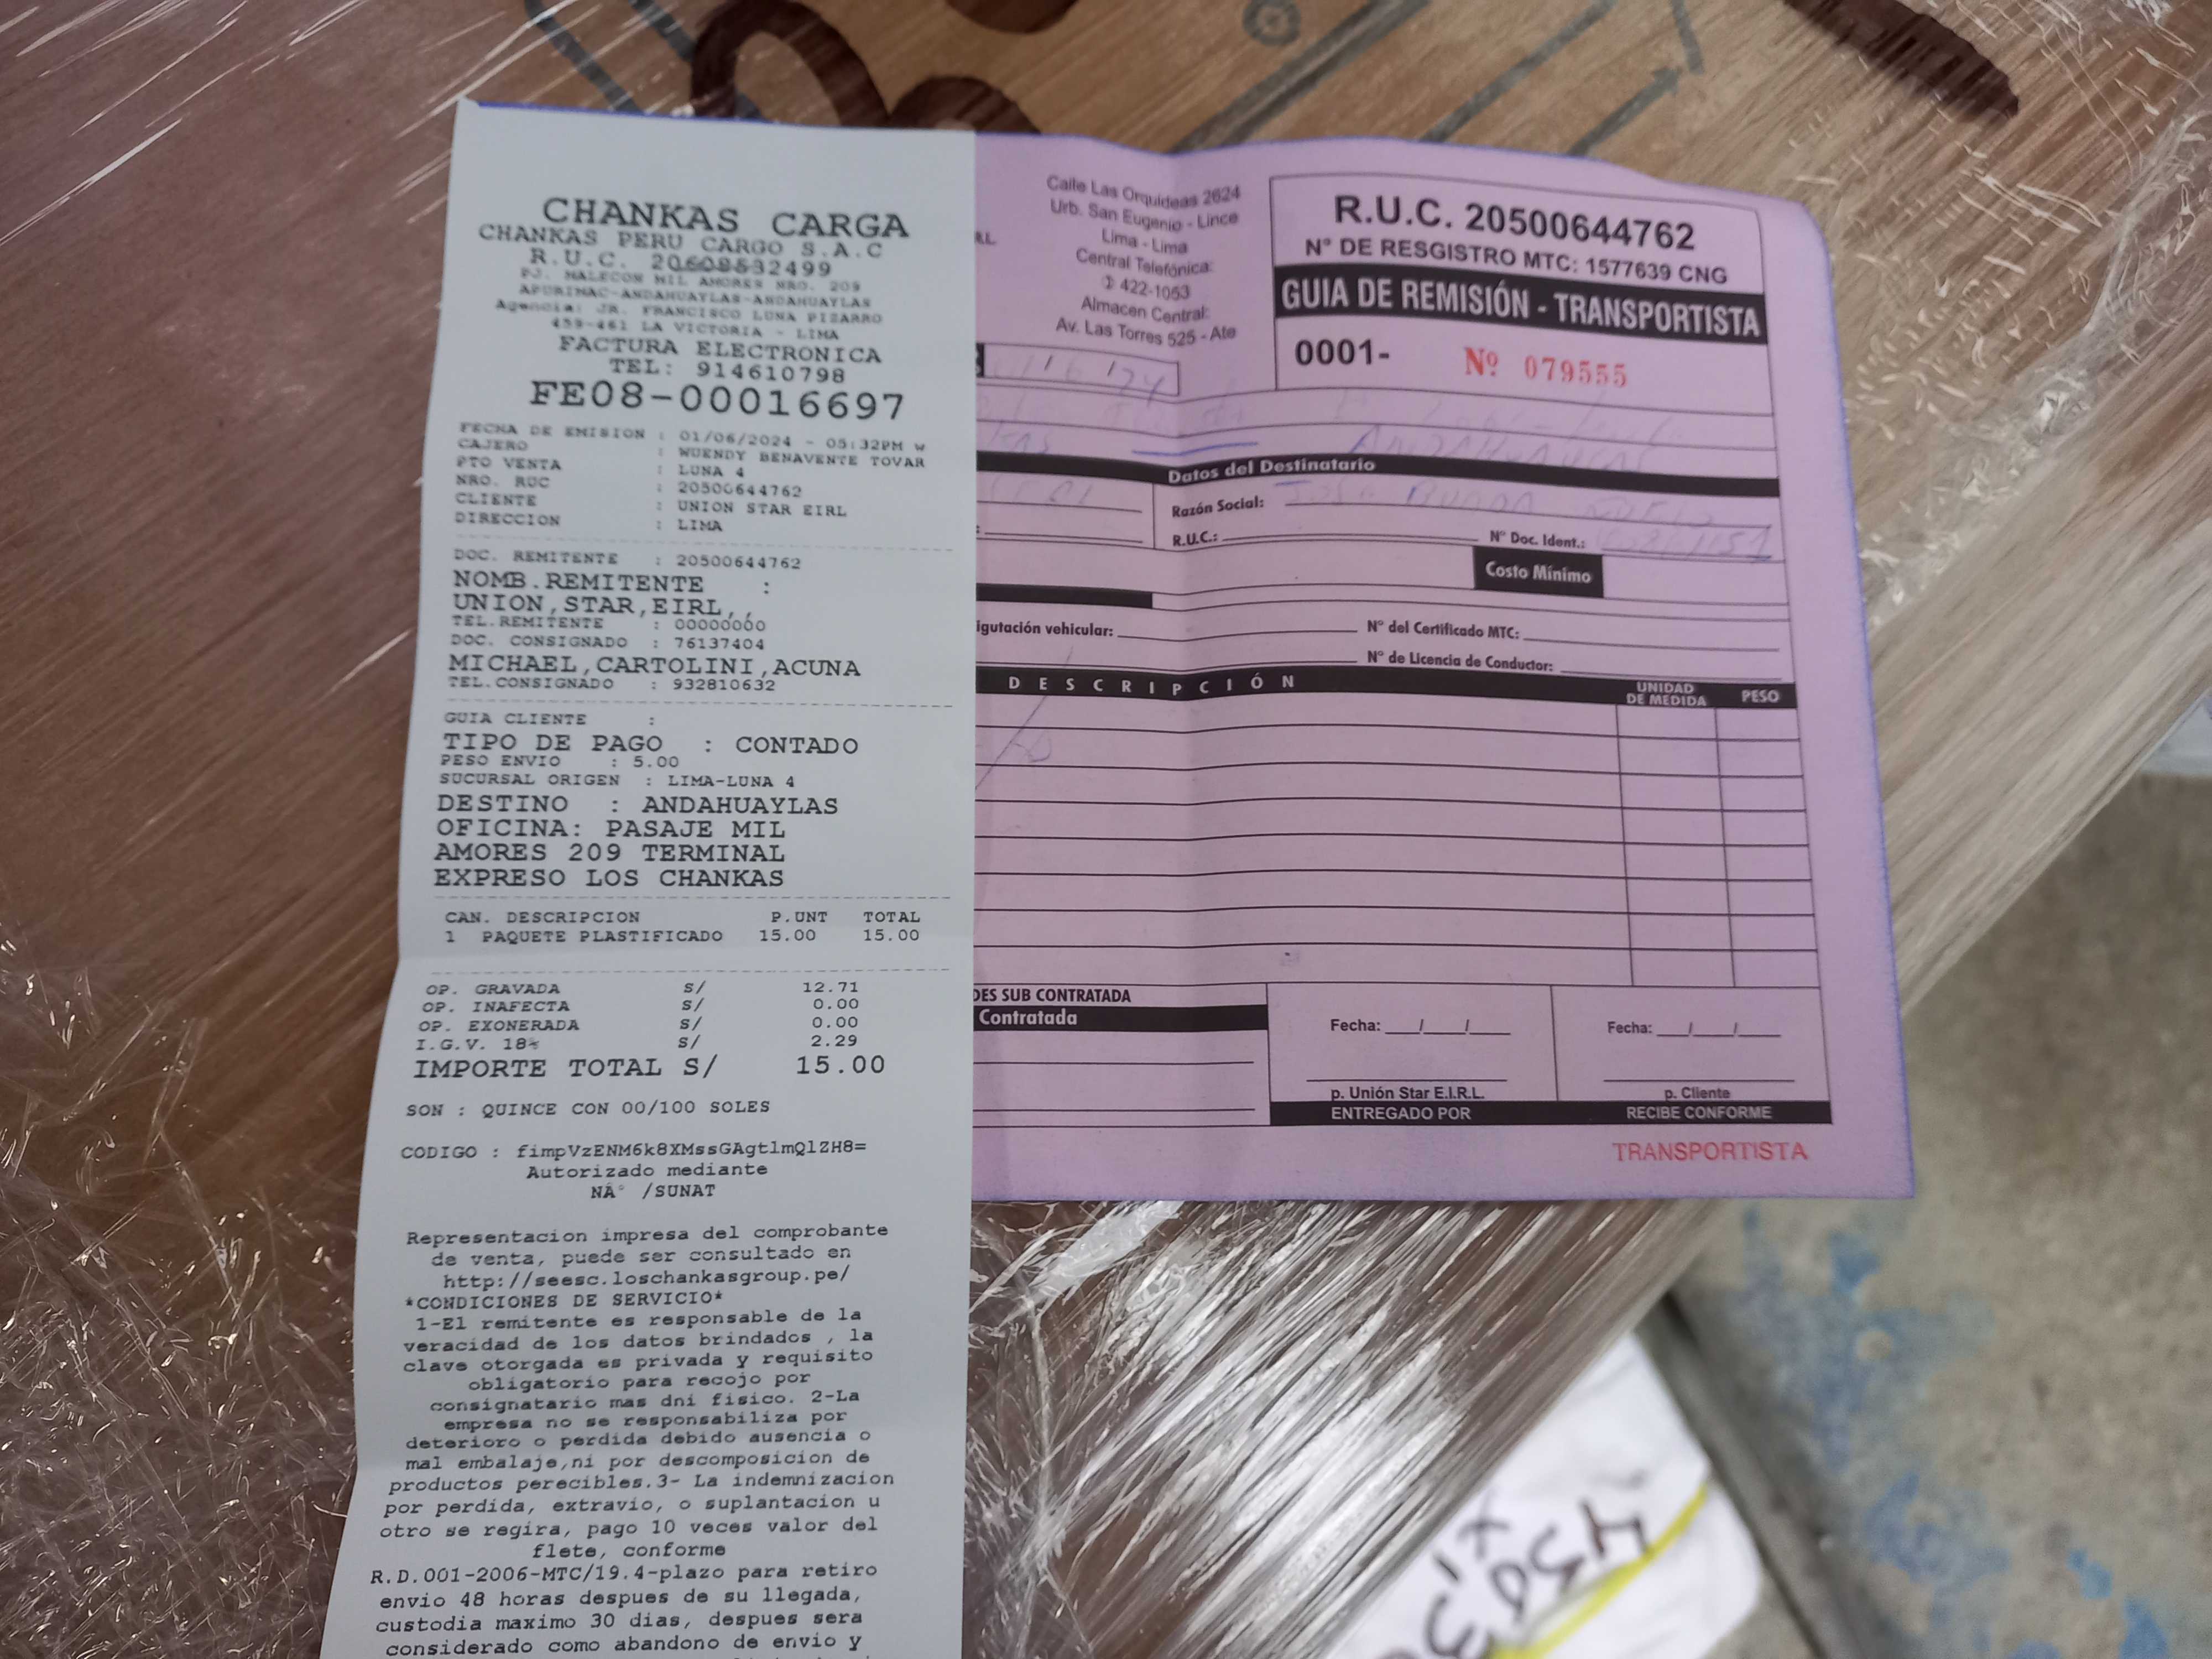 CHANKAS CARGA
CHANKAS PERU CARGO S.A.C
R.U.C. 20608532499
PJ. MALECON MIL AMORES NRO. 209
APURIMAC-ANDAHUAYLAS-ANDAHUAYLAS
Agencia: JR. FRANCISCO LUNA PIZARRO
459-461 LA VICTORIA - LIMA
FACTURA ELECTRONICA
TEL: 914610798
FE08-00016697
FECHA DE EMISION : 01/06/2024 - 05:32PM w
CAJERO : WUENDY BENAVENTE TOVAR
PTO VENTA : LUNA 4
NRO. RUC : 20500644762
CLIENTE : UNION STAR EIRL
DIRECCION : LIMA
DOC. REMITENTE : 20500644762
NOMB.REMITENTE :
UNION,STAR,EIRL,,
TEL.REMITENTE : 00000000
DOC. CONSIGNADO : 76137404
MICHAEL,CARTOLINI,ACUNA
TEL.CONSIGNADO : 932810632
GUIA CLIENTE :
TIPO DE PAGO : CONTADO
PESO ENVIO : 5.00
SUCURSAL ORIGEN : LIMA-LUNA 4
DESTINO : ANDAHUAYLAS
OFICINA: PASAJE MIL
AMORES 209 TERMINAL
EXPRESO LOS CHANKAS
CAN. DESCRIPCION P.UNT TOTAL
1 PAQUETE PLASTIFICADO 15.00 15.00
OP. GRAVADA S/ 12.71
OP. INAFECTA S/ 0.00
OP. EXONERADA S/ 0.00
I.G.V. 18% S/ 2.29
IMPORTE TOTAL S/ 15.00
SON : QUINCE CON 00/100 SOLES
CODIGO : fimpVzENM6k8XMssGAgtlmQlZH8=
Autorizado mediante
NÂ° /SUNAT
Representacion impresa del comprobante
de venta, puede ser consultado en
http://seesc.loschankasgroup.pe/
*CONDICIONES DE SERVICIO*
1-El remitente es responsable de la
veracidad de los datos brindados , la
clave otorgada es privada y requisito
obligatorio para recojo por
consignatario mas dni fisico. 2-La
empresa no se responsabiliza por
deterioro o perdida debido ausencia o
mal embalaje,ni por descomposicion de
productos perecibles.3- La indemnizacion
por perdida, extravio, o suplantacion u
otro se regira, pago 10 veces valor del
flete, conforme
R.D.001-2006-MTC/19.4-plazo para retiro
envio 48 horas despues de su llegada,
custodia maximo 30 dias, despues sera
considerado como abandono de envio y
Calle Las Orquideas 2624
Urb. San Eugenio - Lince
Lima - Lima
Central Telefónica:
✆ 422-1053
Almacen Central:
Av. Las Torres 525 - Ate
R.U.C. 20500644762
N° DE RESGISTRO MTC: 1577639 CNG
GUIA DE REMISIÓN - TRANSPORTISTA
0001- Nº 079555
Datos del Destinatario
Razón Social:
R.U.C.: N° Doc. Ident.:
Costo Mínimo
igutación vehicular: N° del Certificado MTC:
N° de Licencia de Conductor:
DESCRIPCIÓN UNIDAD DE MEDIDA PESO
DES SUB CONTRATADA
Contratada
Fecha: / / Fecha: / /
p. Unión Star E.I.R.L. p. Cliente
ENTREGADO POR RECIBE CONFORME
TRANSPORTISTA